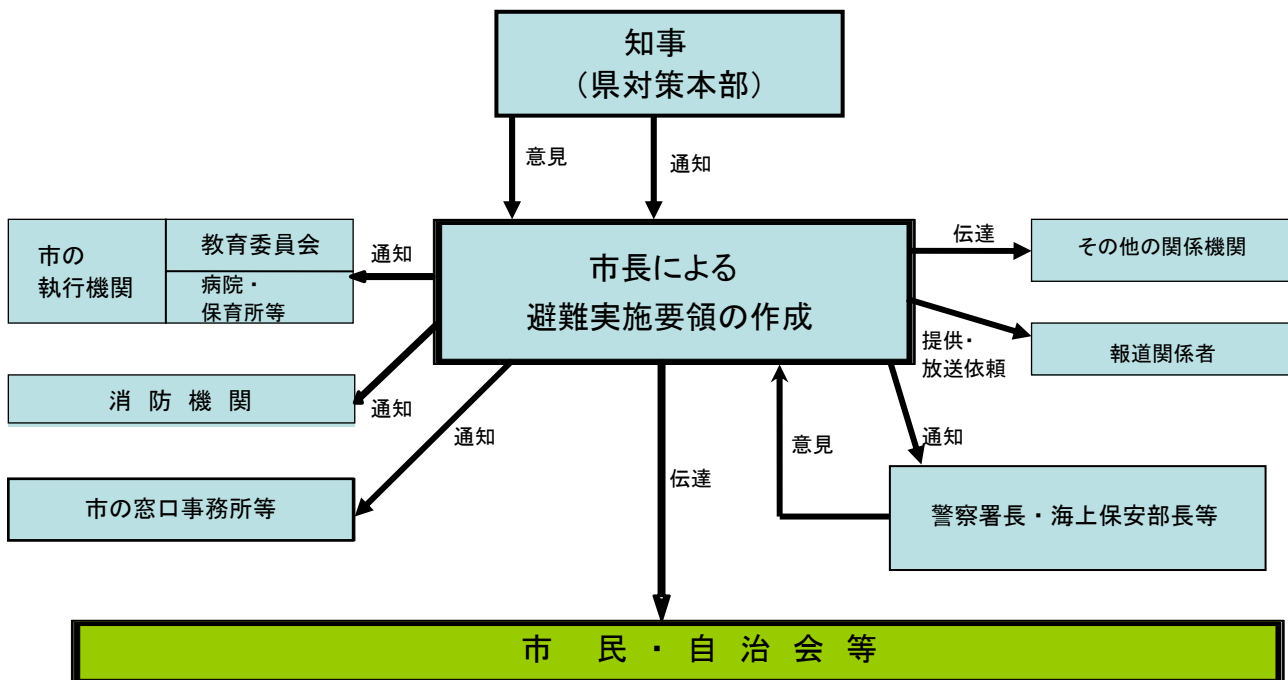 知事
（県対策本部）
意見
通知
市の
執行機関
教育委員会
病院・
保育所等
通知
市長による
避難実施要領の作成
伝達
その他の関係機関
提供・
放送依頼
報道関係者
消 防 機 関
通知
通知
意見
通知
市の窓口事務所等
伝達
警察署長・海上保安部長等
市 民 ・ 自 治 会 等